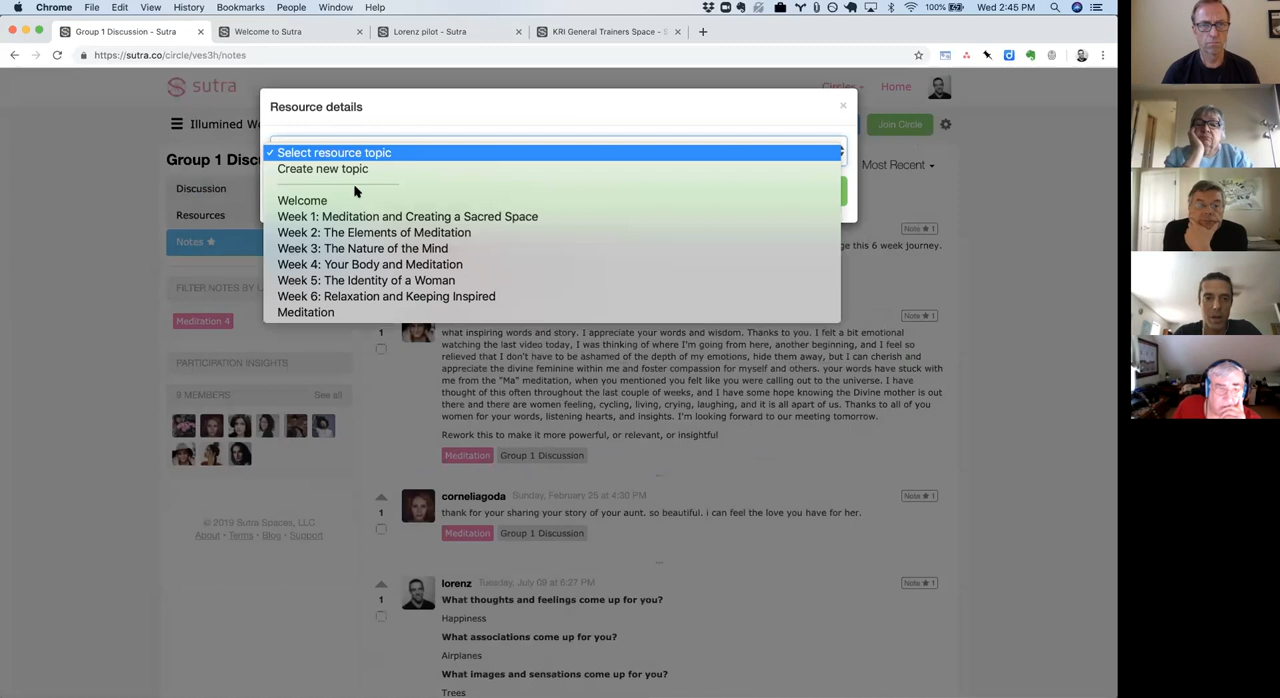 Chrome File Edit View History Bookmarks People Window Help 100% Wed 2:45 PM
Group 1 Discussion - Sutra Welcome to Sutra Lorenz pilot - Sutra KRI General Trainers Space - S
https://sutra.co/circle/ves3h/notes
sutra Home
Resource details
Illumined We Join Circle
Group 1 Disc Most Recent
Select resource topic
Create new topic
Discussion
Welcome
Resources
Week 1: Meditation and Creating a Sacred Space
Note 1
Week 2: The Elements of Meditation
Notes
ge this 6 week journey.
Week 3: The Nature of the Mind
Week 4: Your Body and Meditation
Week 5: The Identity of a Woman
FILTER NOTES BY L
Week 6: Relaxation and Keeping Inspired
Meditation
Meditation 4
Note 1
1 what inspiring words and story. I appreciate your words and wisdom. Thanks to you. I felt a bit emotional
watching the last video today, I was thinking of where I'm going from here, another beginning, and I feel so
relieved that I don't have to be ashamed of the depth of my emotions, hide them away, but I can cherish and
appreciate the divine feminine within me and foster compassion for myself and others. your words have stuck with
me from the "Ma" meditation, when you mentioned you felt like you were calling out to the universe. I have
thought of this often throughout the last couple of weeks, and I have some hope knowing the Divine mother is out
there and there are women feeling, cycling, living, crying, laughing, and it is all apart of us. Thanks to all of you
women for your words, listening hearts, and insights. I'm looking forward to our meeting tomorrow.
Rework this to make it more powerful, or relevant, or insightful!
Meditation Group 1 Discussion
PARTICIPATION INSIGHTS
9 MEMBERS See all
© 2019 Sutra Spaces, LLC
About • Terms • Blog • Support
...
corneliagoda Sunday, February 25 at 4:30 PM Note 1
1 thank for your sharing your story of your aunt. so beautiful. i can feel the love you have for her.
Meditation Group 1 Discussion
...
lorenz Tuesday, July 09 at 6:27 PM Note 1
1 What thoughts and feelings come up for you?
Happiness
What associations come up for you?
Airplanes
What images and sensations come up for you?
Trees